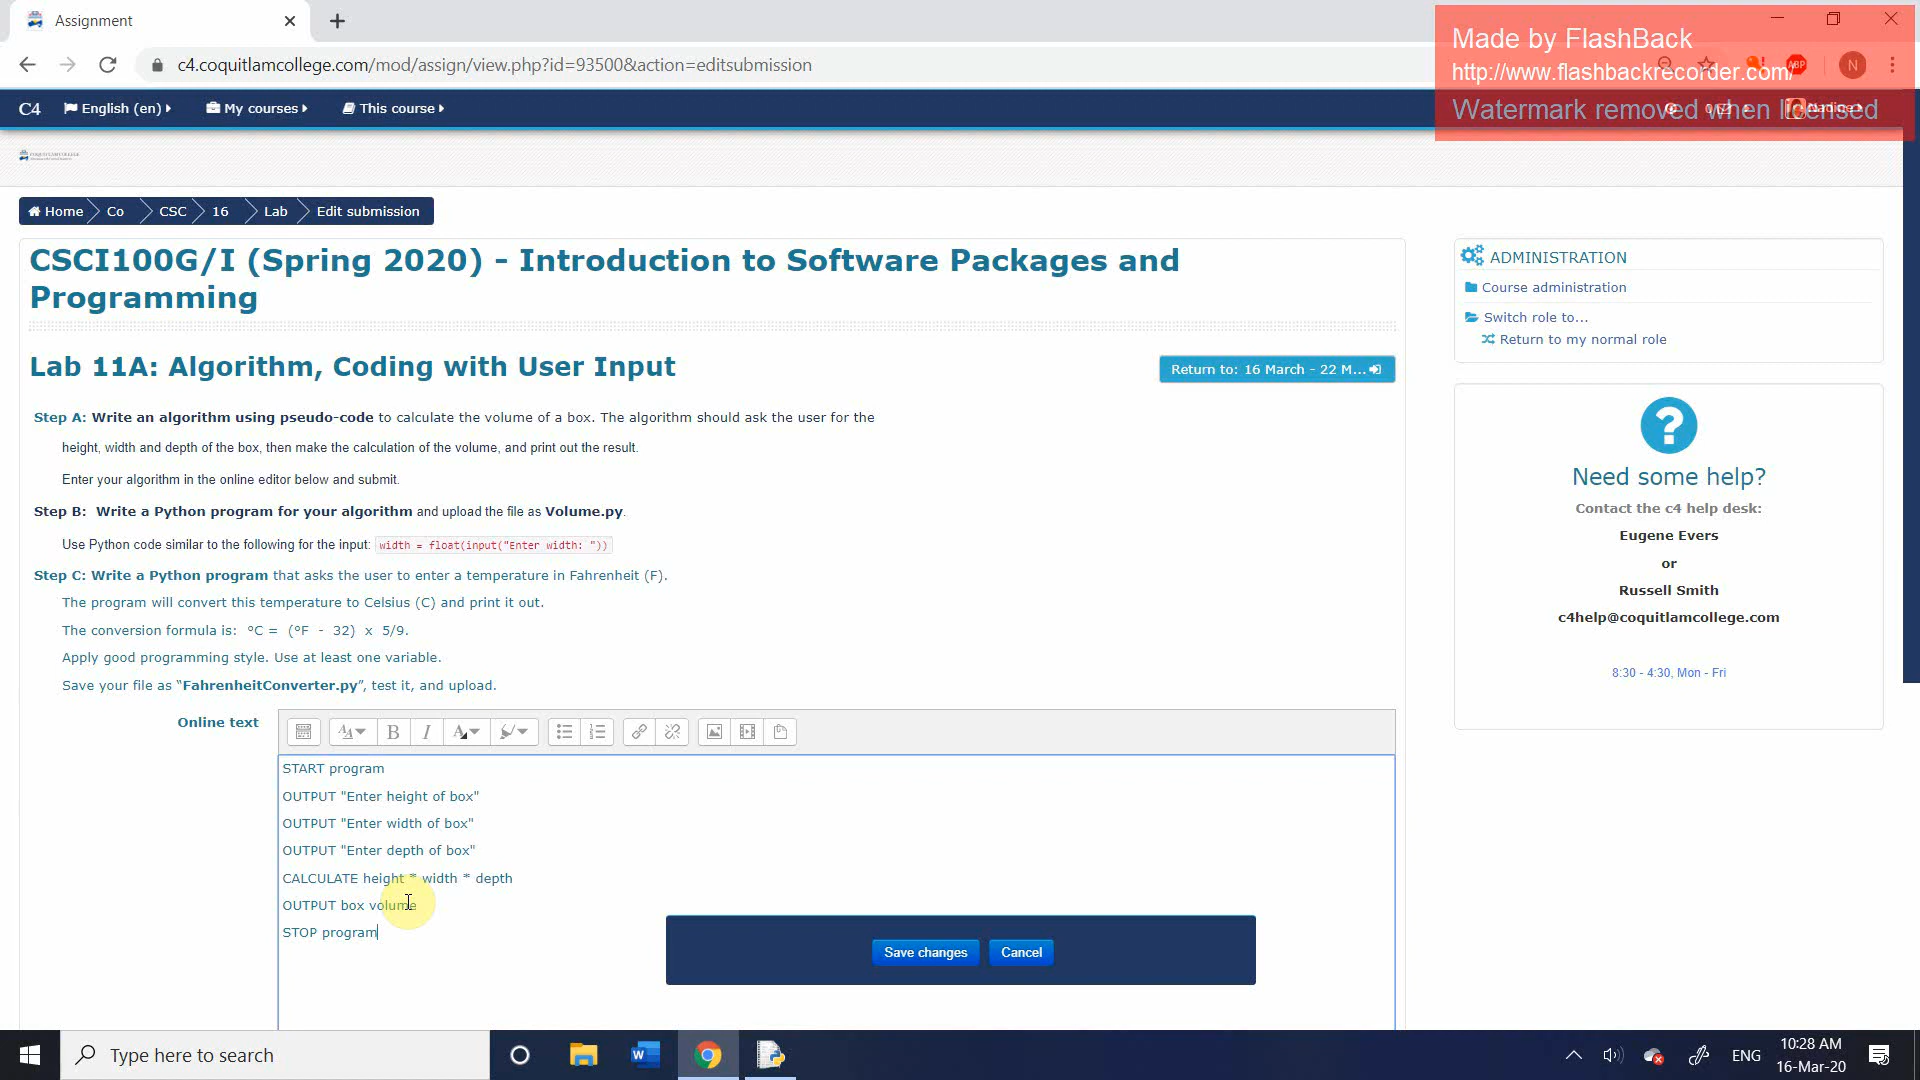 Assignment
Made by FlashBack
c4.coquitlamcollege.com/mod/assign/view.php?id=93500&action=editsubmission
http://www.flashbackrecorder.com/
ABP
N
C4 English (en) My courses This course
Watermark removed when licensed
Home Co CSC 16 Lab Edit submission
CSCI100G/I (Spring 2020) - Introduction to Software Packages and
Programming
Lab 11A: Algorithm, Coding with User Input
Return to: 16 March - 22 M...
Step A: Write an algorithm using pseudo-code to calculate the volume of a box. The algorithm should ask the user for the
height, width and depth of the box, then make the calculation of the volume, and print out the result.
Enter your algorithm in the online editor below and submit.
Step B: Write a Python program for your algorithm and upload the file as Volume.py.
Use Python code similar to the following for the input: width = float(input("Enter width: "))
Step C: Write a Python program that asks the user to enter a temperature in Fahrenheit (F).
The program will convert this temperature to Celsius (C) and print it out.
The conversion formula is: °C = (°F - 32) x 5/9.
Apply good programming style. Use at least one variable.
Save your file as “FahrenheitConverter.py”, test it, and upload.
Online text
START program
OUTPUT "Enter height of box"
OUTPUT "Enter width of box"
OUTPUT "Enter depth of box"
CALCULATE height * width * depth
OUTPUT box volume
STOP program
Save changes Cancel
ADMINISTRATION
Course administration
Switch role to...
Return to my normal role
Need some help?
Contact the c4 help desk:
Eugene Evers
or
Russell Smith
c4help@coquitlamcollege.com
8:30 - 4:30, Mon - Fri
Type here to search
ENG
10:28 AM
16-Mar-20